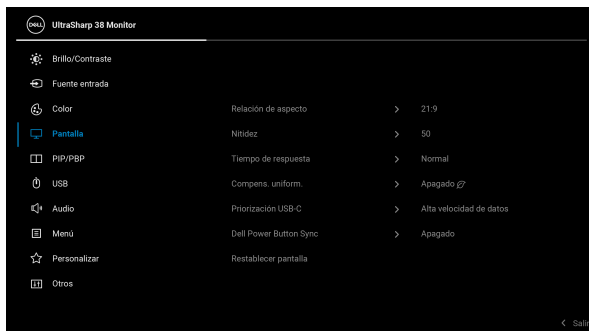 DELL UltraSharp 38 Monitor
Brillo/Contraste
Fuente entrada
Color Relación de aspecto 21:9
Pantalla Nitidez 50
PIP/PBP Tiempo de respuesta Normal
USB Compens. uniform. Apagado
Audio Priorización USB-C Alta velocidad de datos
Menú Dell Power Button Sync Apagado
Personalizar Restablecer pantalla
Otros
Salir